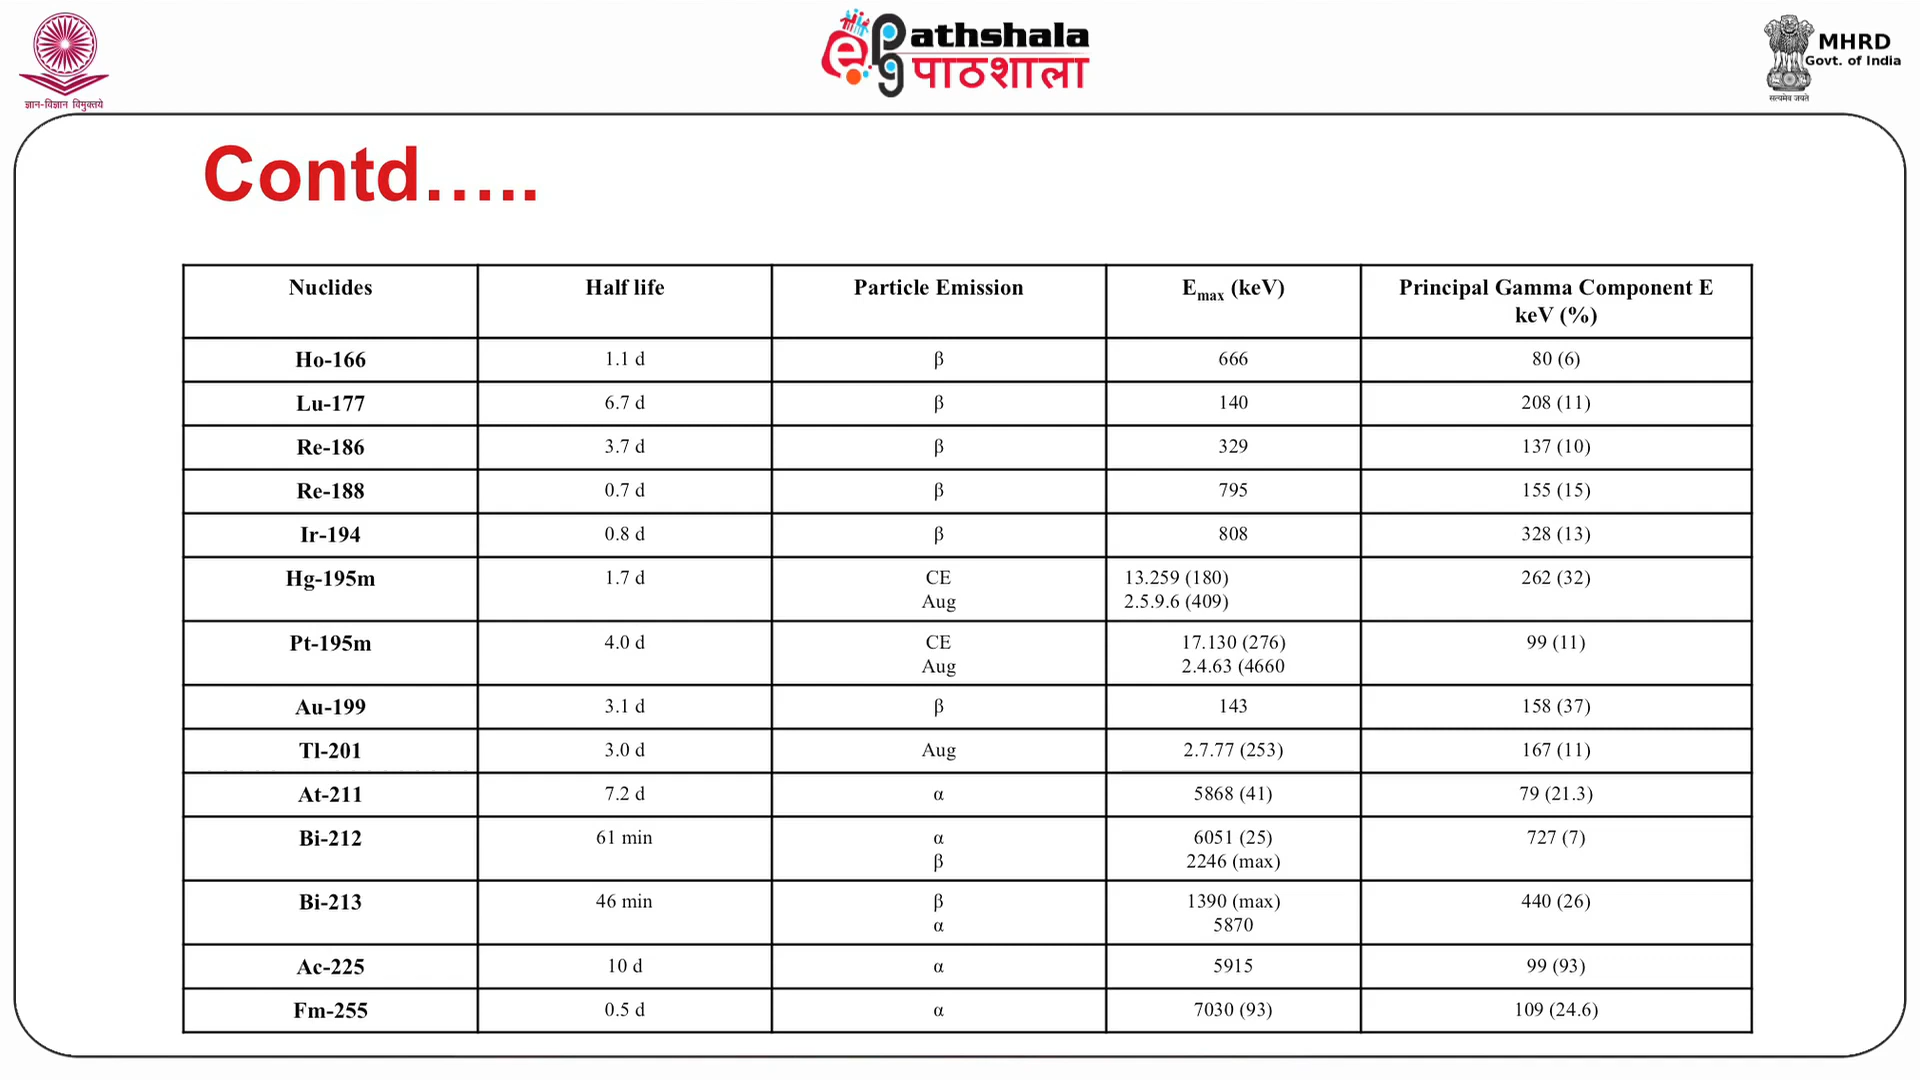 ज्ञान-विज्ञान विमुक्तये
ePathshala
पाठशाला
MHRD
Govt. of India
सत्यमेव जयते
Contd.....
Nuclides Half life Particle Emission Emax (keV) Principal Gamma Component E
keV (%)
Ho-166 1.1 d β 666 80 (6)
Lu-177 6.7 d β 140 208 (11)
Re-186 3.7 d β 329 137 (10)
Re-188 0.7 d β 795 155 (15)
Ir-194 0.8 d β 808 328 (13)
Hg-195m 1.7 d CE 13.259 (180) 262 (32)
Aug 2.5.9.6 (409)
Pt-195m 4.0 d CE 17.130 (276) 99 (11)
Aug 2.4.63 (4660
Au-199 3.1 d β 143 158 (37)
Tl-201 3.0 d Aug 2.7.77 (253) 167 (11)
At-211 7.2 d α 5868 (41) 79 (21.3)
Bi-212 61 min α 6051 (25) 727 (7)
β 2246 (max)
Bi-213 46 min β 1390 (max) 440 (26)
α 5870
Ac-225 10 d α 5915 99 (93)
Fm-255 0.5 d α 7030 (93) 109 (24.6)